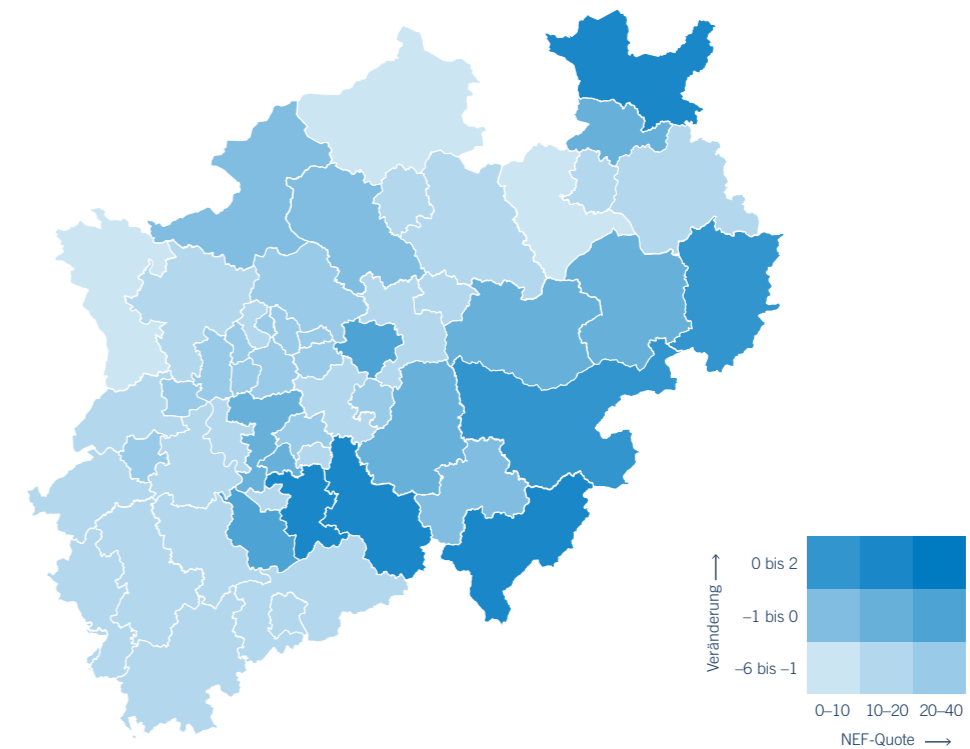 0 bis 2
–1 bis 0
–6 bis –1
Veränderung
0–10 10–20 20–40
NEF-Quote